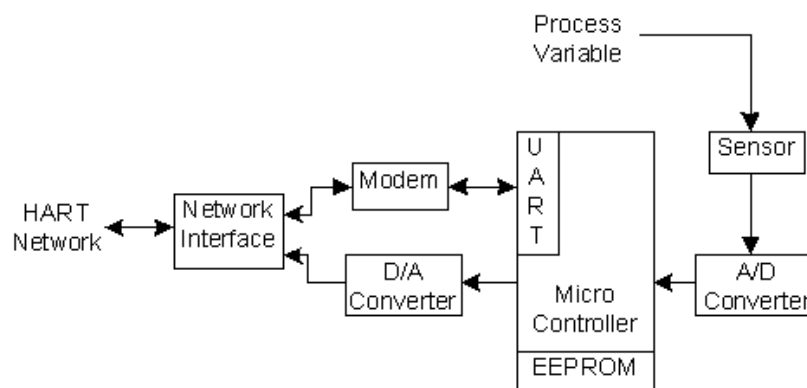 Process
Variable
Sensor
A/D
Converter
U
A
R
T
Micro
Controller
EEPROM
Modem
D/A
Converter
Network
Interface
HART
Network